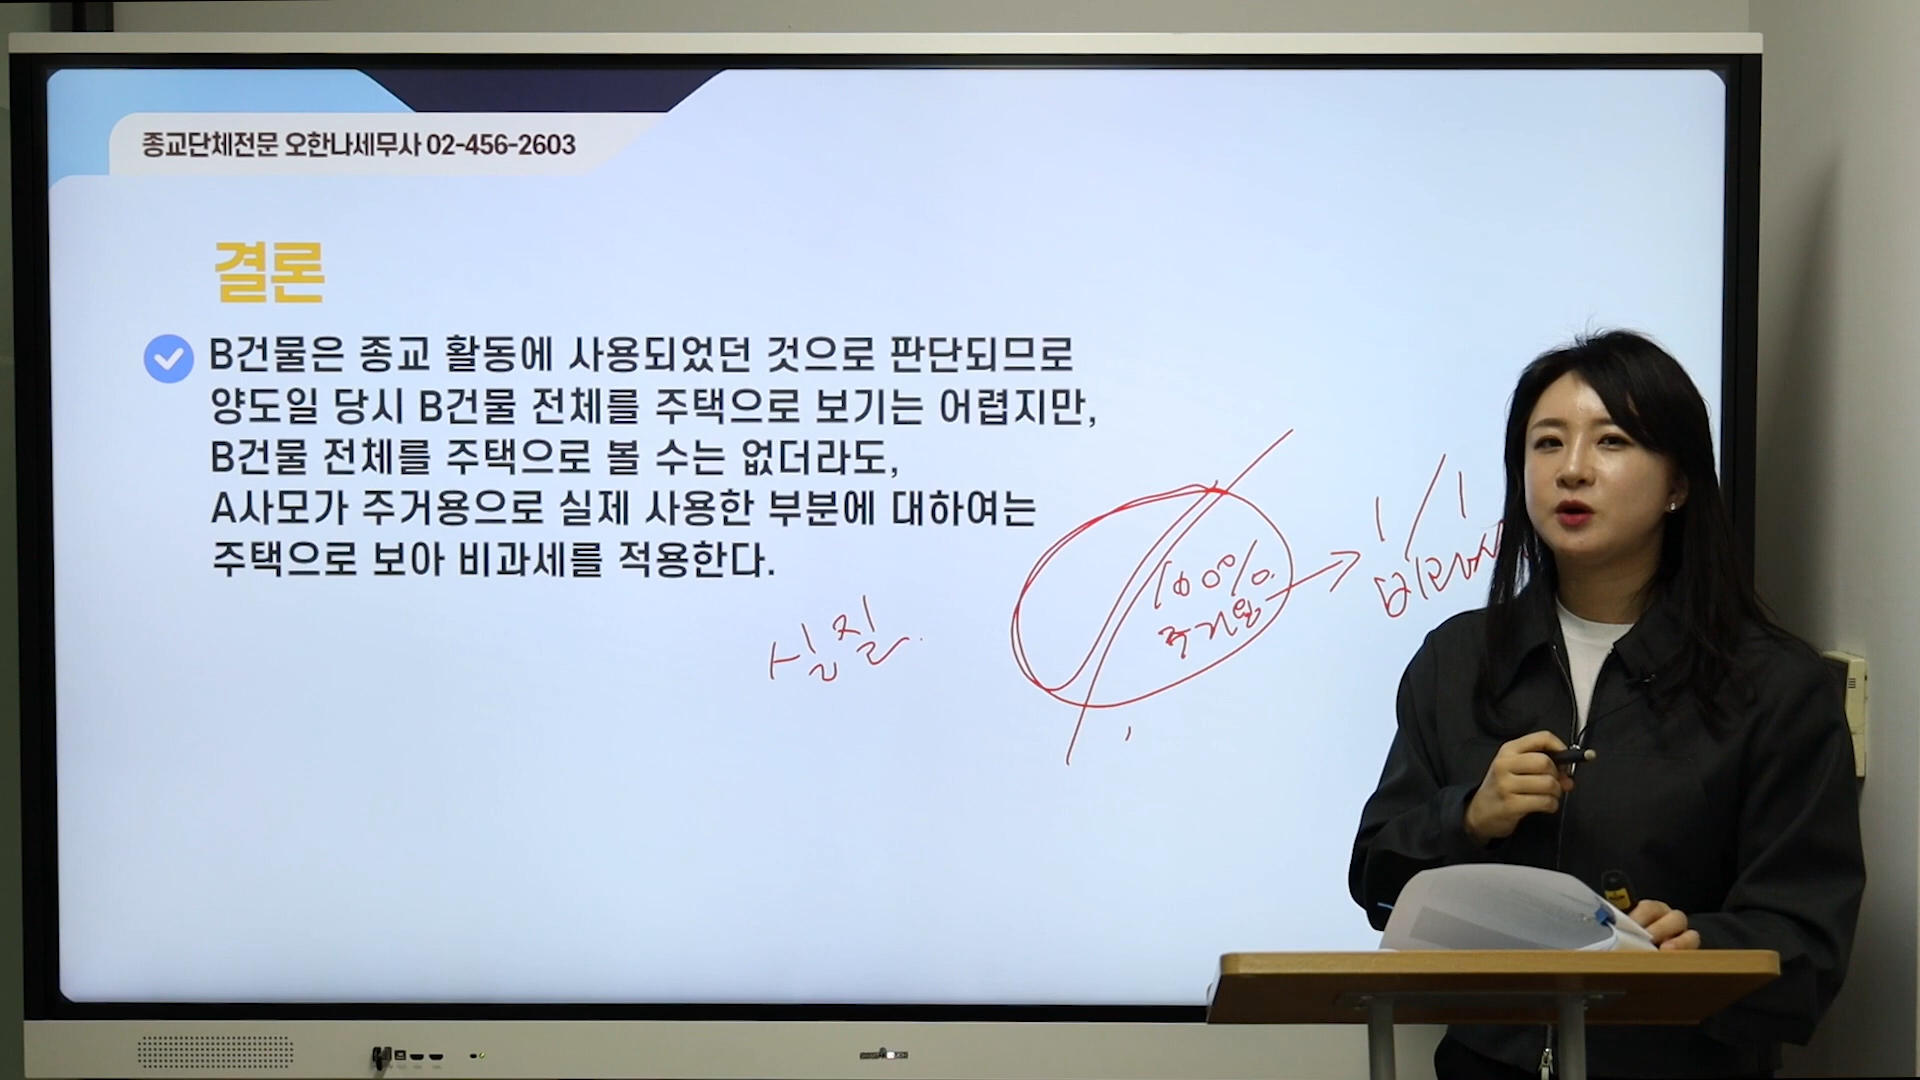 종교단체전문 오한나세무사 02-456-2603
결론
B건물은 종교 활동에 사용되었던 것으로 판단되므로
양도일 당시 B건물 전체를 주택으로 보기는 어렵지만,
B건물 전체를 주택으로 볼 수는 없더라도,
A사모가 주거용으로 실제 사용한 부분에 대하여는
주택으로 보아 비과세를 적용한다.
실질
100%
주거용